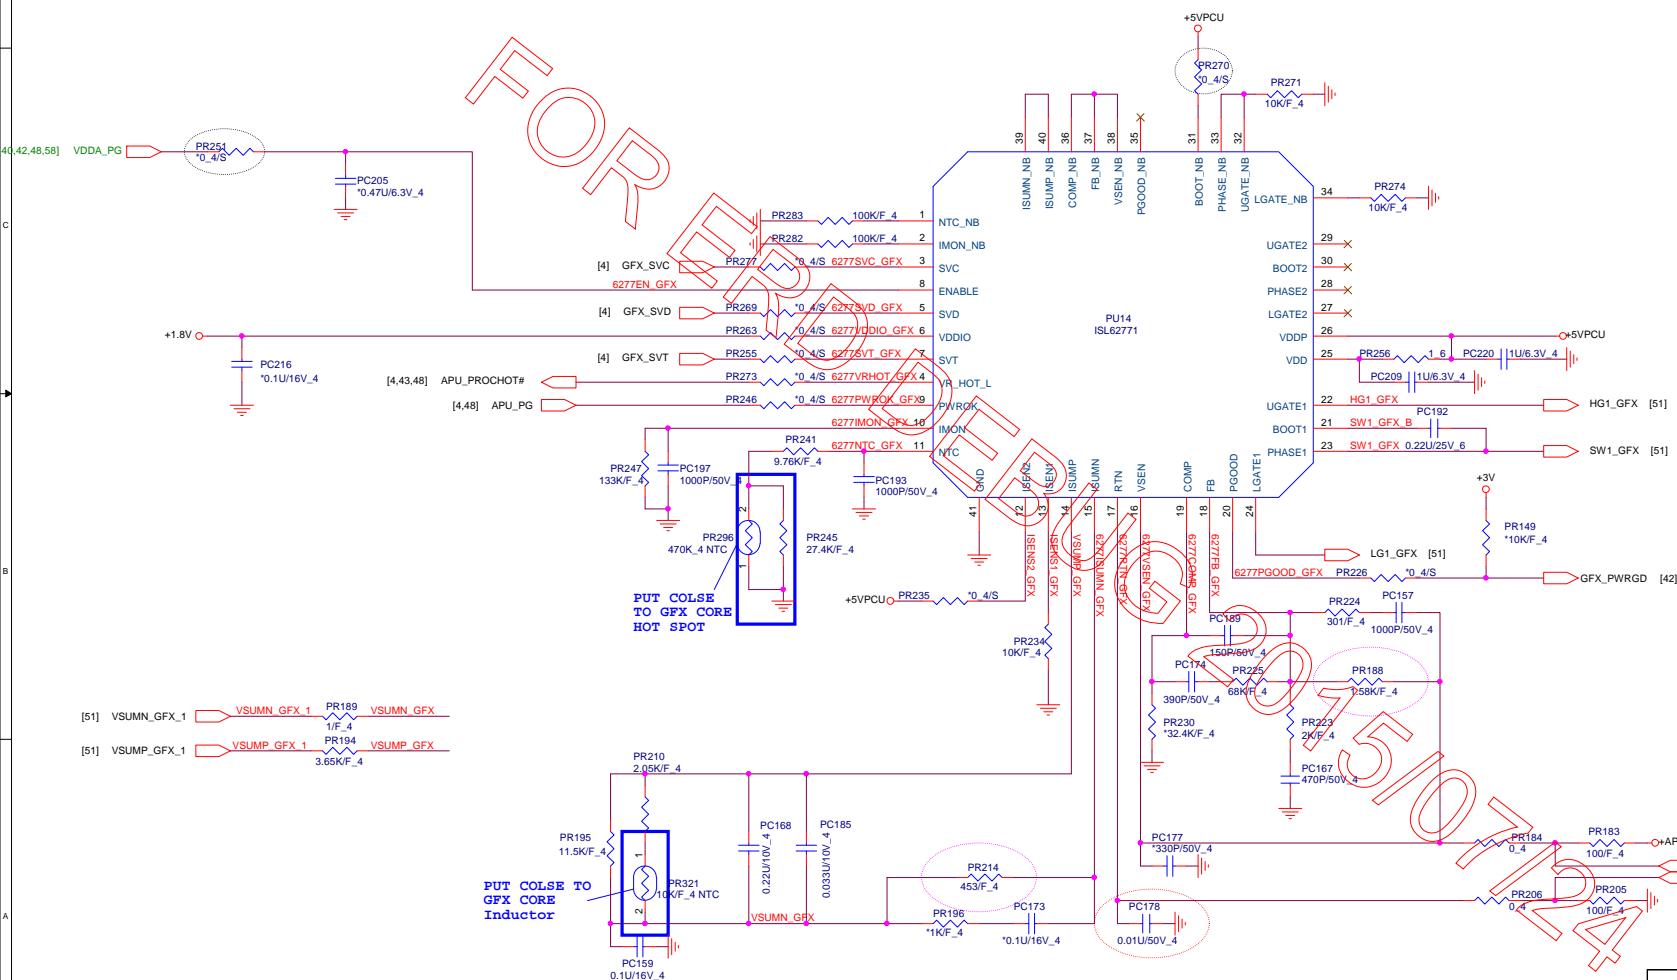 +5VPCU
PR270
*0_4/S
PR271
10K/F_4
39
40
36
37
38
35
31
33
32
ISUMN_NB
ISUMP_NB
COMP_NB
FB_NB
VSEN_NB
PGOOD_NB
BOOT_NB
PHASE_NB
UGATE_NB
40,42,48,58] VDDA_PG
PR251
*0_4/S
PC205
*0.47U/6.3V_4
C
LGATE_NB
34
PR274
10K/F_4
PR283
100K/F_4
1
NTC_NB
PR282
100K/F_4
2
IMON_NB
[4] GFX_SVC
PR277
*0_4/S
6277SVC_GFX
3
SVC
6277EN_GFX
8
ENABLE
[4] GFX_SVD
PR269
*0_4/S
6277SVD_GFX
5
SVD
+1.8V
PR263
*0_4/S
6277VDDIO_GFX
6
VDDIO
[4] GFX_SVT
PR255
*0_4/S
6277SVT_GFX
7
SVT
PC216
*0.1U/16V_4
[4,43,48] APU_PROCHOT#
PR273
*0_4/S
6277VRHOT_GFX
4
VR_HOT_L
[4,48] APU_PG
PR246
*0_4/S
6277PWROK_GFX
9
PWROK
6277IMON_GFX
10
IMON
6277NTC_GFX
11
NTC
PU14
ISL62771
UGATE2
29
BOOT2
30
PHASE2
28
LGATE2
27
VDDP
26
+5VPCU
VDD
25
PR256
1_6
PC220
1U/6.3V_4
PC209
1U/6.3V_4
UGATE1
22
HG1_GFX
HG1_GFX [51]
BOOT1
21
SW1_GFX_B
PC192
PHASE1
23
SW1_GFX
0.22U/25V_6
SW1_GFX [51]
PR247
133K/F_4
PC197
1000P/50V_4
PR241
9.76K/F_4
PC193
1000P/50V_4
GND
ISEN2
ISEN1
ISUMP
ISUMN
RTN
VSEN
COMP
FB
PGOOD
LGATE1
41
12
13
14
15
17
16
19
18
20
24
ISENS2_GFX
ISENS1_GFX
VSUMP_GFX
6277ISUMN_GFX
6277RTN_GFX
6277VSEN_GFX
6277COMP_GFX
6277FB_GFX
6277PGOOD_GFX
2
PR296
470K_4 NTC
1
PR245
27.4K/F_4
PUT COLSE
TO GFX CORE
HOT SPOT
+3V
PR149
*10K/F_4
LG1_GFX [51]
PR226
*0_4/S
GFX_PWRGD [42]
B
+5VPCU
PR235
*0_4/S
PR234
10K/F_4
PC189
150P/50V_4
PR224
301/F_4
PC157
1000P/50V_4
PC174
390P/50V_4
PR225
68K/F_4
PR188
1.58K/F_4
PR230
*32.4K/F_4
PR223
2K/F_4
PC167
470P/50V_4
[51] VSUMN_GFX_1
VSUMN_GFX_1
PR189
1/F_4
VSUMN_GFX
[51] VSUMP_GFX_1
VSUMP_GFX_1
PR194
3.65K/F_4
VSUMP_GFX
PR210
2.05K/F_4
PR195
11.5K/F_4
1
PR321
10K/F_4 NTC
2
PUT COLSE TO
GFX CORE
Inductor
PC168
0.22U/10V_4
PC185
0.033U/10V_4
VSUMN_GFX
PC159
0.1U/16V_4
PR214
453/F_4
PR196
*1K/F_4
PC173
*0.1U/16V_4
PC177
*330P/50V_4
PC178
0.01U/50V_4
PR184
0_4
PR183
100/F_4
+AP
PR206
0_4
PR205
100/F_4
A
FOR ERD DEBUG 2015/07/24